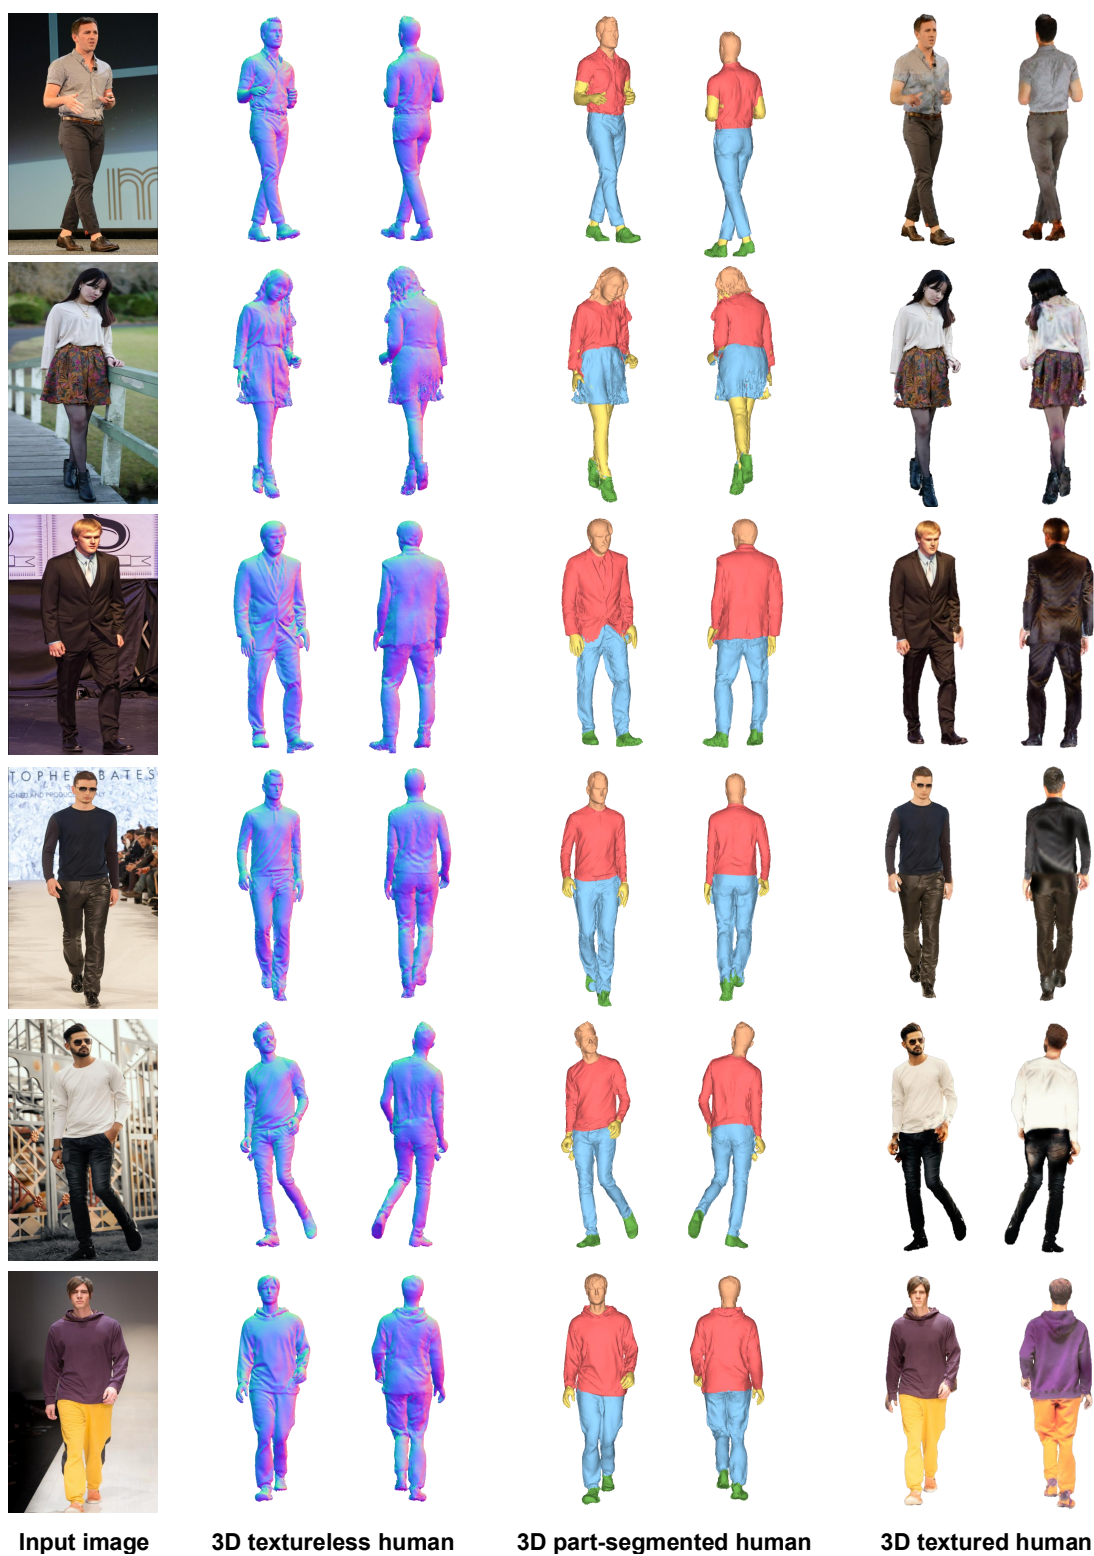 m
S
TOPHE BATES
Input image 3D textureless human 3D part-segmented human 3D textured human